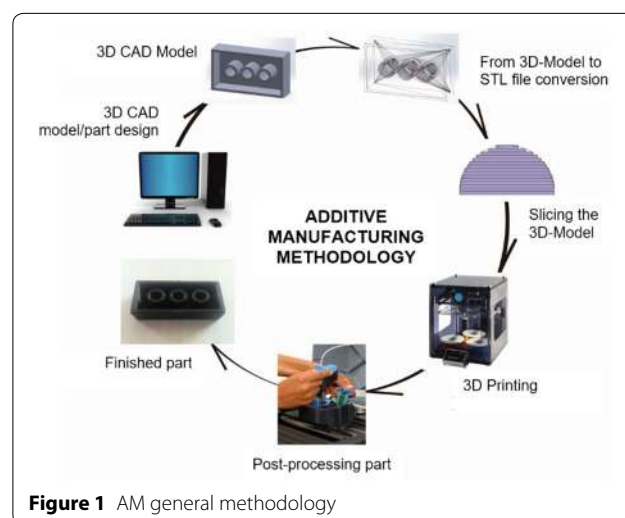 3D CAD Model
From 3D-Model to
STL file conversion
3D CAD
model/part design
Slicing the
3D-Model
ADDITIVE
MANUFACTURING
METHODOLOGY
3D Printing
Finished part
Post-processing part
Figure 1 AM general methodology